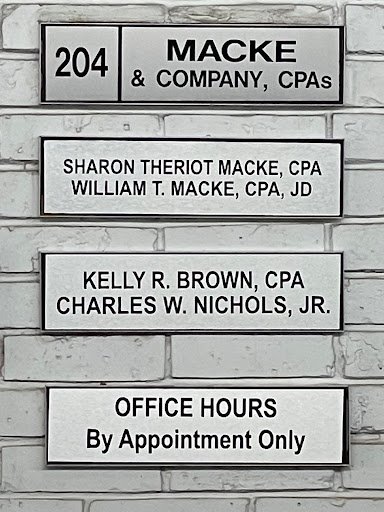 204
MACKE
& COMPANY, CPAs
SHARON THERIOT MACKE, CPA
WILLIAM T. MACKE, CPA, JD
KELLY R. BROWN, CPA
CHARLES W. NICHOLS, JR.
OFFICE HOURS
By Appointment Only